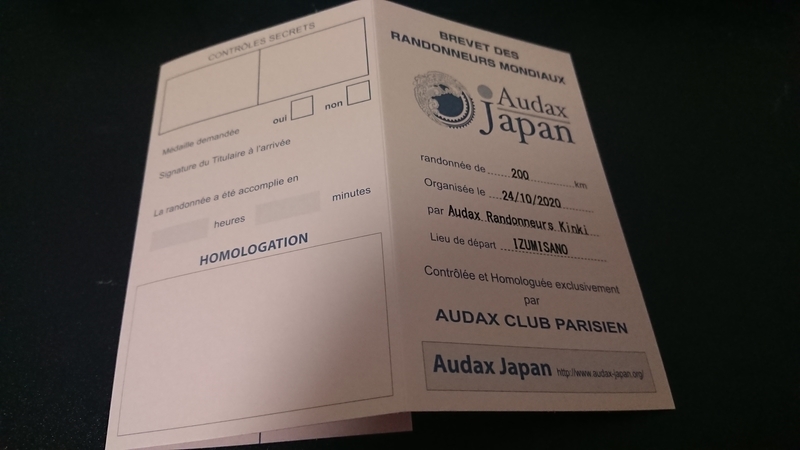 CONTRÔLES SECRETS
Médaille demandée oui non
Signature du Titulaire à l'arrivée
La randonnée a été accomplie en
heures minutes
HOMOLOGATION
BREVET DES
RANDONNEURS MONDIAUX
Audax
Japan
randonnée de 200 km
Organisée le 24/10/2020
par Audax Randonneurs Kinki
Lieu de départ IZUMISANO
Contrôlée et Homologuée exclusivement
par
AUDAX CLUB PARISIEN
Audax Japan http://www.audax-japan.org/